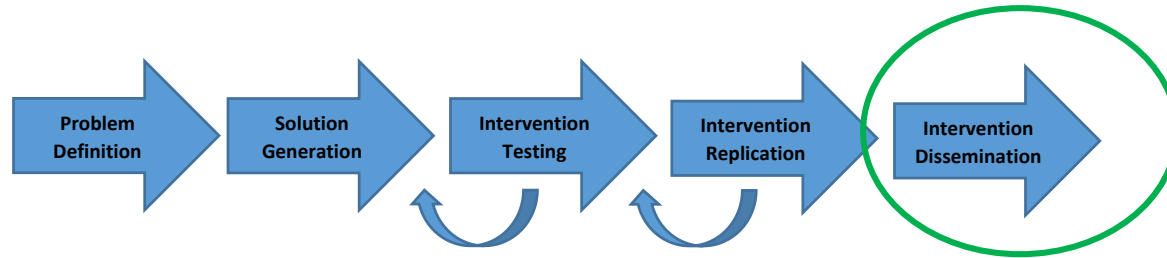 Problem
Definition
Solution
Generation
Intervention
Testing
Intervention
Replication
Intervention
Dissemination